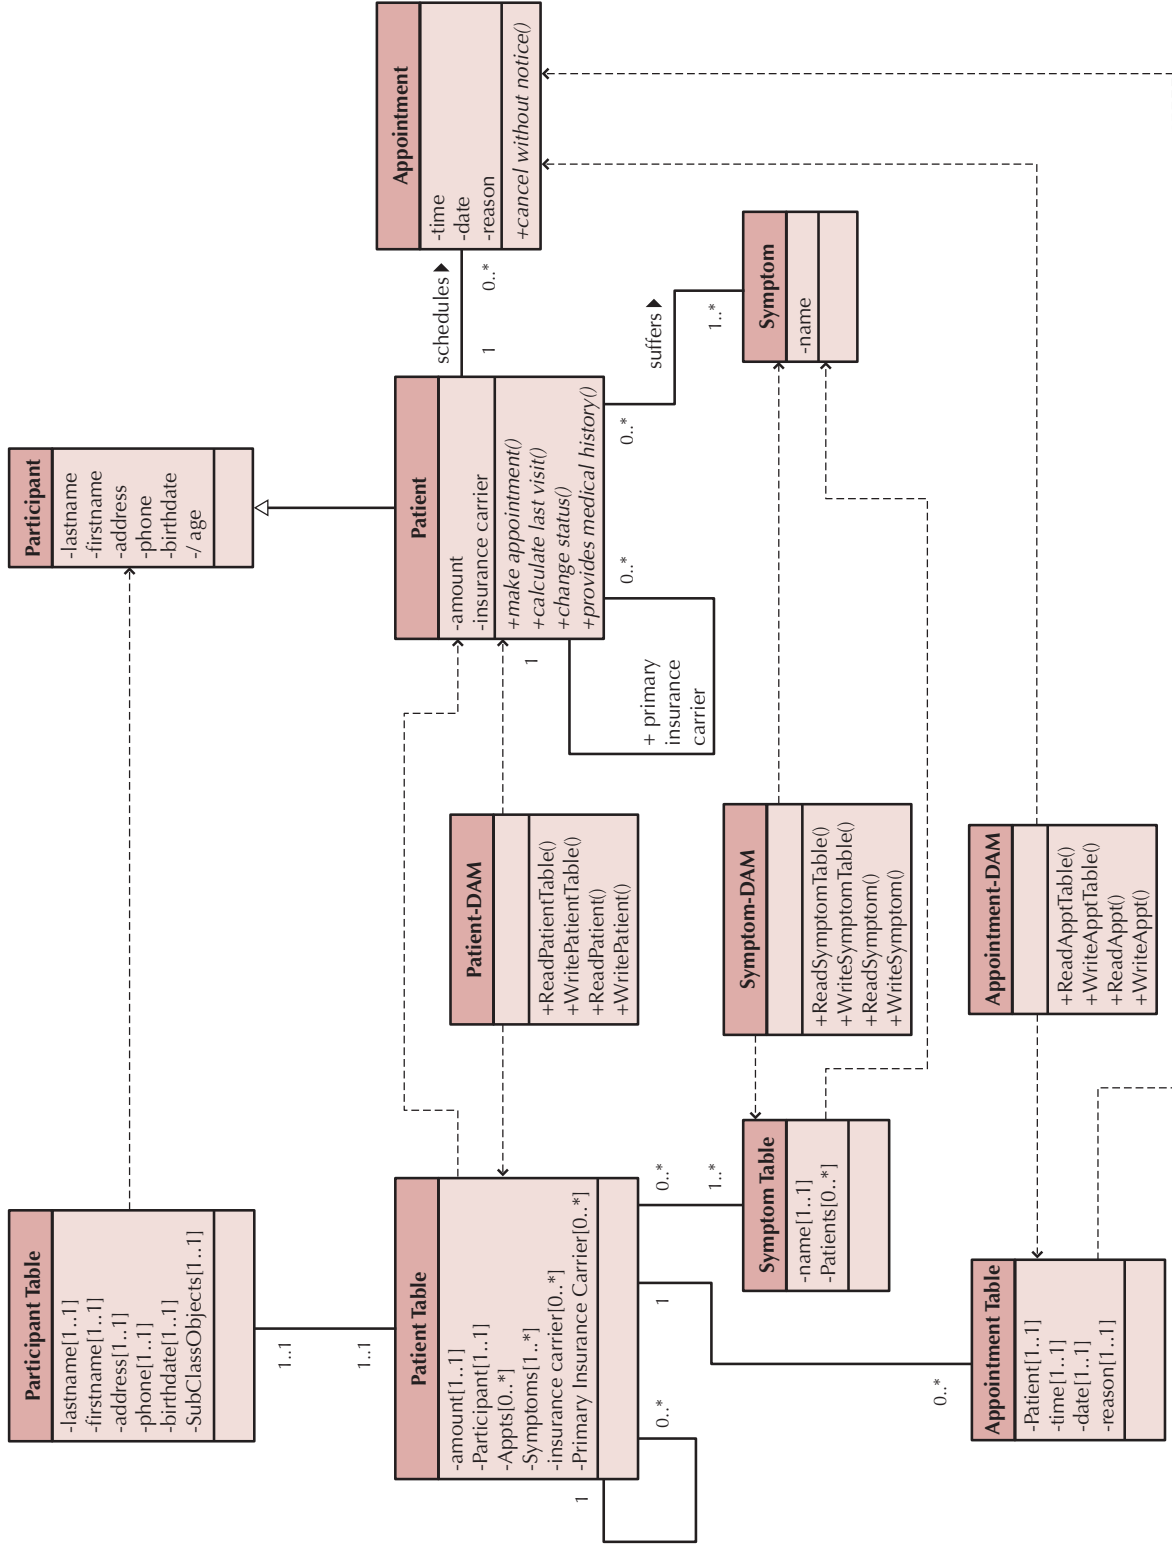 Participant Table
-lastname[1..1]
-firstname[1..1]
-address[1..1]
-phone[1..1]
-birthdate[1..1]
-SubClassObjects[1..1]
1..1
1..1
Patient Table
-amount[1..1]
-Participant[1..1]
-Appts[0..*]
-Symptoms[1..*]
-insurance carrier[0..*]
-Primary Insurance Carrier[0..*]
1
0..*
0..*
1..*
1
0..*
Symptom Table
-name[1..1]
-Patients[0..*]
Appointment Table
-Patient[1..1]
-time[1..1]
-date[1..1]
-reason[1..1]
Patient-DAM
+ReadPatientTable()
+WritePatientTable()
+ReadPatient()
+WritePatient()
Symptom-DAM
+ReadSymptomTable()
+WriteSymptomTable()
+ReadSymptom()
+WriteSymptom()
Appointment-DAM
+ReadApptTable()
+WriteApptTable()
+ReadAppt()
+WriteAppt()
Participant
-lastname
-firstname
-address
-phone
-birthdate
-/ age
Patient
-amount
-insurance carrier
+make appointment()
+calculate last visit()
+change status()
+provides medical history()
1
+ primary
insurance
carrier
0..*
0..*
suffers
1..*
schedules
1
0..*
Symptom
-name
Appointment
-time
-date
-reason
+cancel without notice()